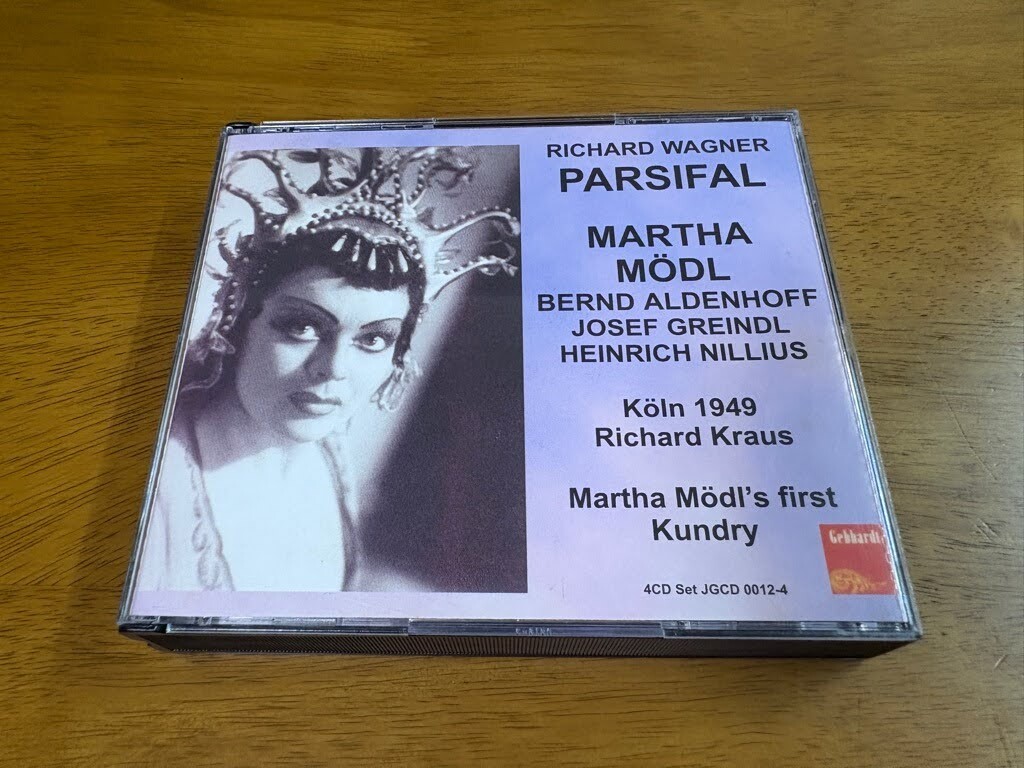 RICHARD WAGNER
PARSIFAL
MARTHA
MÖDL
BERND ALDENHOFF
JOSEF GREINDL
HEINRICH NILLIUS
Köln 1949
Richard Kraus
Martha Mödl's first
Kundry
Gebhardt
4CD Set JGCD 0012-4